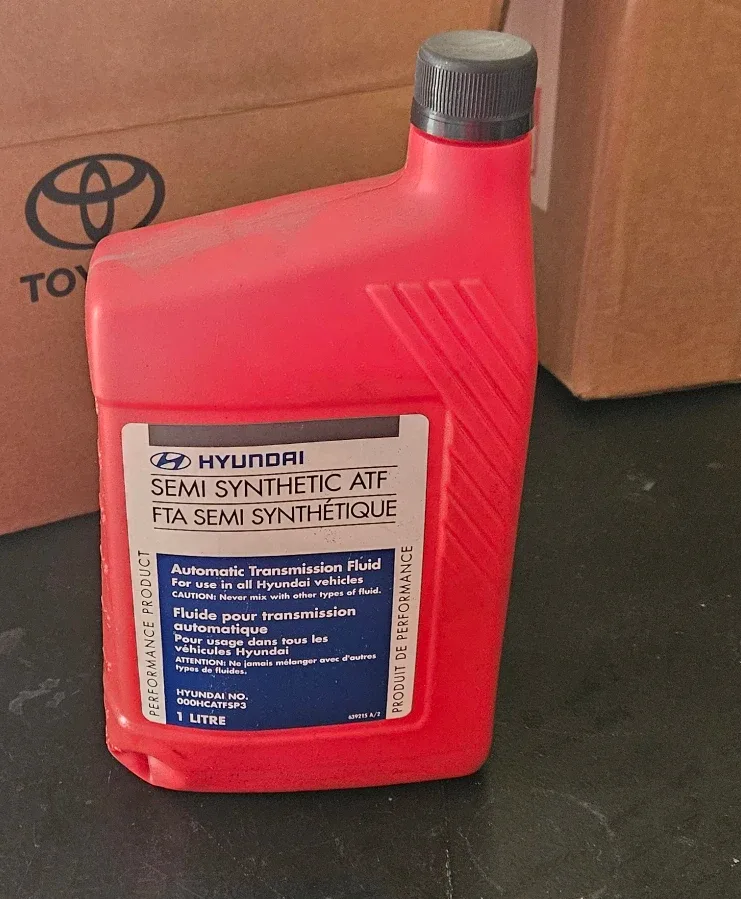 TOY
HYUNDAI
SEMI SYNTHETIC ATF
FTA SEMI SYNTHÉTIQUE
PERFORMANCE PRODUCT
Automatic Transmission Fluid
For use in all Hyundai vehicles
CAUTION: Never mix with other types of fluid.
Fluide pour transmission
automatique
Pour usage dans tous les
véhicules Hyundai
ATTENTION: Ne jamais mélanger avec d'autres
types de fluides.
HYUNDAI NO.
000HCATFSP3
1 LITRE
639215 A/2
PRODUIT DE PERFORMANCE